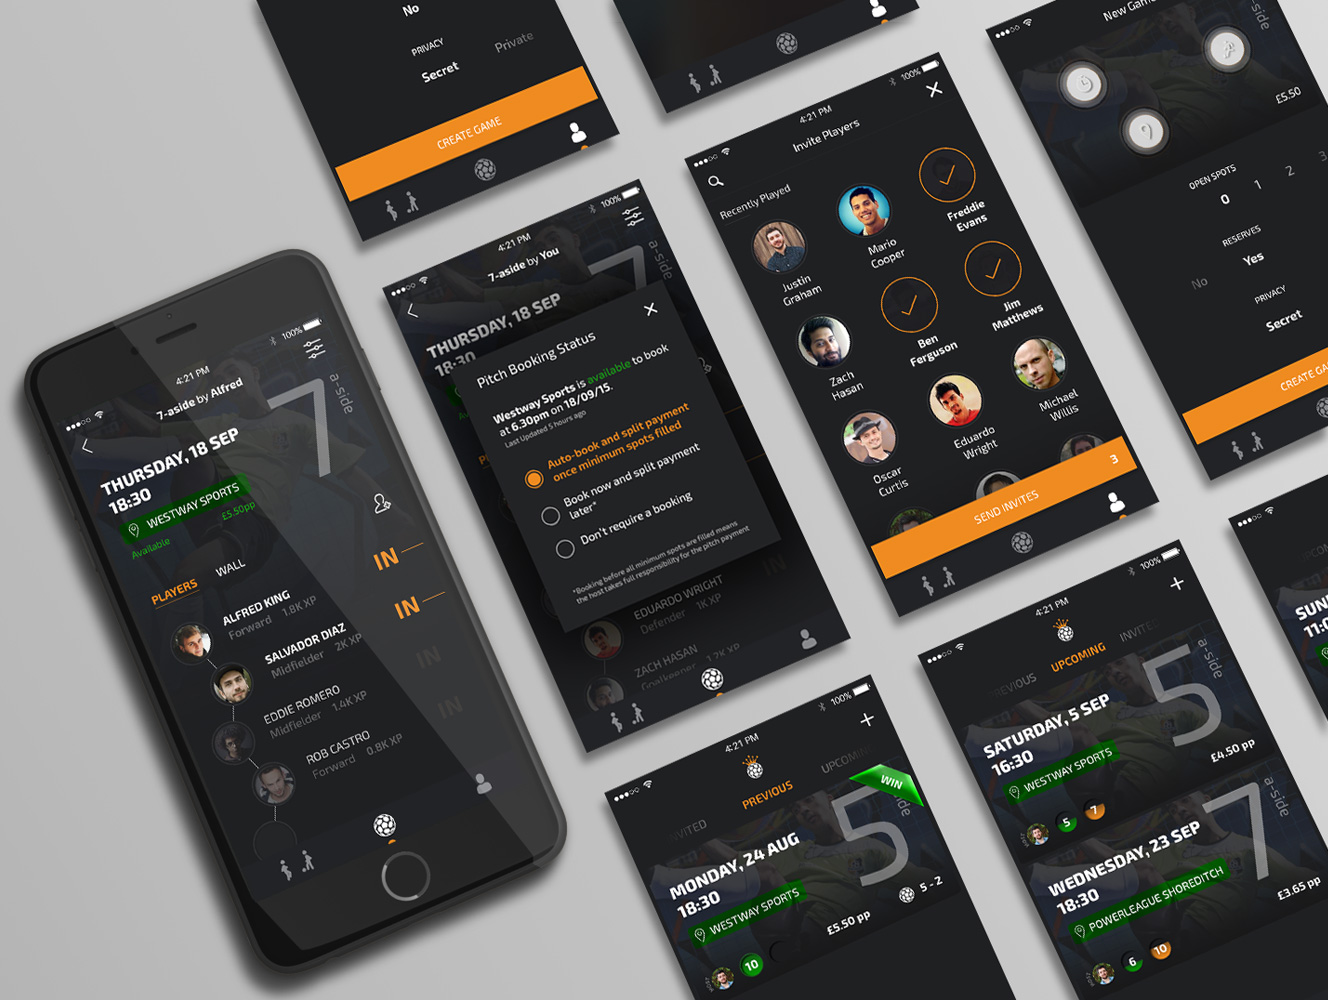 No
PRIVACY
Private
Secret
CREATE GAME
4:21 PM
100%
7-aside by Alfred
THURSDAY, 18 SEP
18:30
WESTWAY SPORTS
£5.50pp
Available
7
a-side
PLAYERS
WALL
ALFRED KING
Forward 1.8K XP
IN
SALVADOR DIAZ
Midfielder 2K XP
IN
EDDIE ROMERO
Midfielder 1.4K XP
IN
ROB CASTRO
Forward 0.8K XP
IN
4:21 PM
100%
7-aside by You
THURSDAY, 18 SEP
18:30
7
a-side
Pitch Booking Status
Westway Sports is available to book
at 6.30pm on 18/09/15.
Last Updated 5 hours ago
Auto-book and split payment
once minimum spots filled
Book now and split payment
later*
Don't require a booking
*Booking before all minimum spots are filled means
the host takes full responsibility for the pitch payment
IN
EDUARDO WRIGHT
Defender 1K XP
ZACH HASAN
Goalkeeper 1.2K XP
4:21 PM
100%
Invite Players
Recently Played
Justin
Graham
Mario
Cooper
Freddie
Evans
Zach
Hasan
Ben
Ferguson
Jim
Matthews
Oscar
Curtis
Eduardo
Wright
Michael
Willis
SEND INVITES
3
New Game
a-side
£5.50
OPEN SPOTS
0 1 2 3
RESERVES
No
Yes
PRIVACY
Secret
CREATE GA
4:21 PM
100%
PREVIOUS
UPCOMING
WIN
MONDAY, 24 AUG
18:30
WESTWAY SPORTS
5
5 - 2
£5.50 pp
10
4:21 PM
100%
UPCOMING
SATURDAY, 5 SEP
16:30
WESTWAY SPORTS
5
a-side
£4.50 pp
5
7
WEDNESDAY, 23 SEP
18:30
POWERLEAGUE SHOREDITCH
7
a-side
£3.65 pp
6
10
SUN
11:0